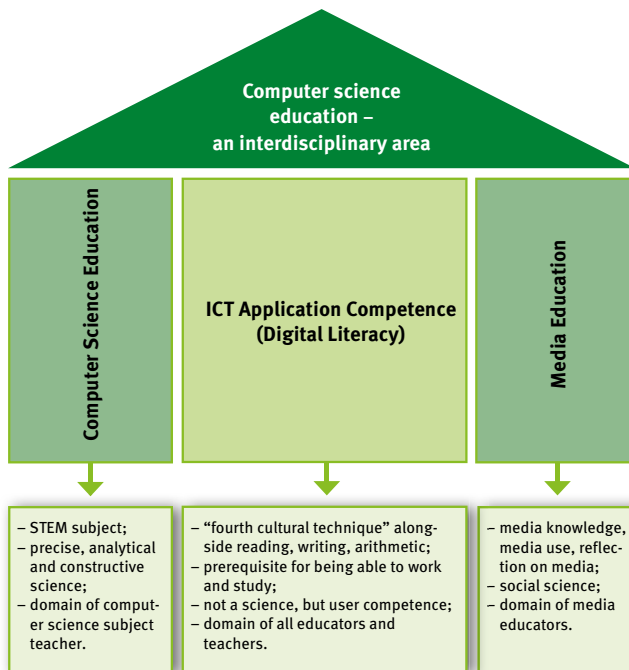 Computer science
education –
an interdisciplinary area
Computer Science Education
ICT Application Competence
(Digital Literacy)
Media Education
– STEM subject;
– precise, analytical
and constructive
science;
– domain of comput-
er science subject
teacher.
– “fourth cultural technique” along-
side reading, writing, arithmetic;
– prerequisite for being able to work
and study;
– not a science, but user competence;
– domain of all educators and
teachers.
– media knowledge,
media use, reflec-
tion on media;
– social science;
– domain of media
educators.